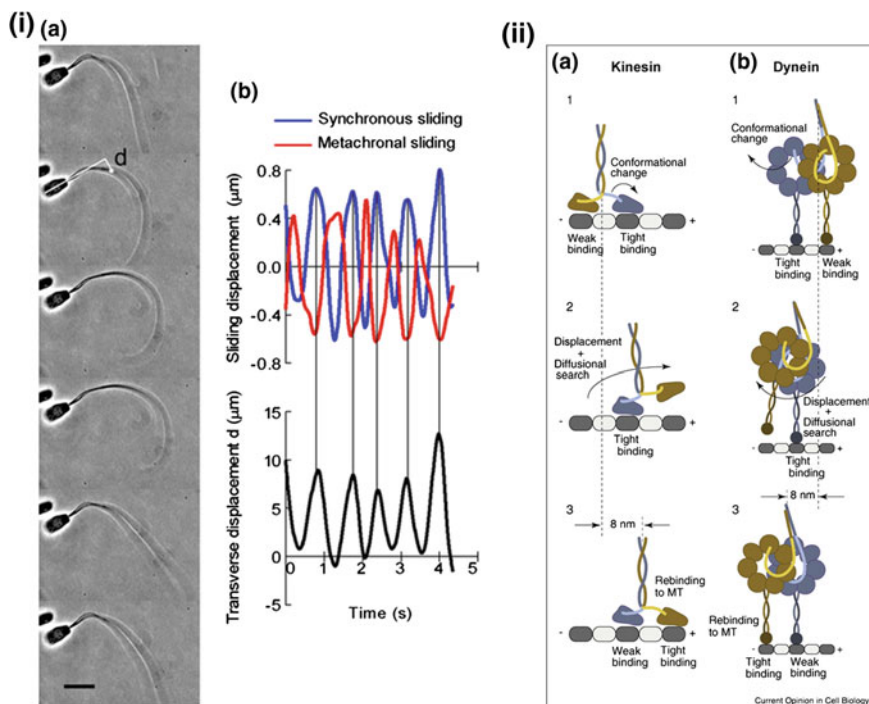 (i) (a)
d
(b)
Synchronous sliding
Metachronal sliding
Sliding displacement (μm)
0.8
0.4
0.0
-0.4
-0.8
Transverse displacement d (μm)
15
10
5
0
-5
0 1 2 3 4 5
Time (s)
(ii)
(a) Kinesin
1
Conformational
change
- +
Weak
binding
Tight
binding
2
Displacement
+
Diffusional
search
- +
Tight
binding
8 nm
3
Rebinding
to MT
- +
Weak
binding
Tight
binding
(b) Dynein
1
Conformational
change
- +
Tight
binding
Weak
binding
2
Displacement
+
Diffusional
search
- +
Tight
binding
8 nm
3
Rebinding
to MT
- +
Tight
binding
Weak
binding
Current Opinion in Cell Biology